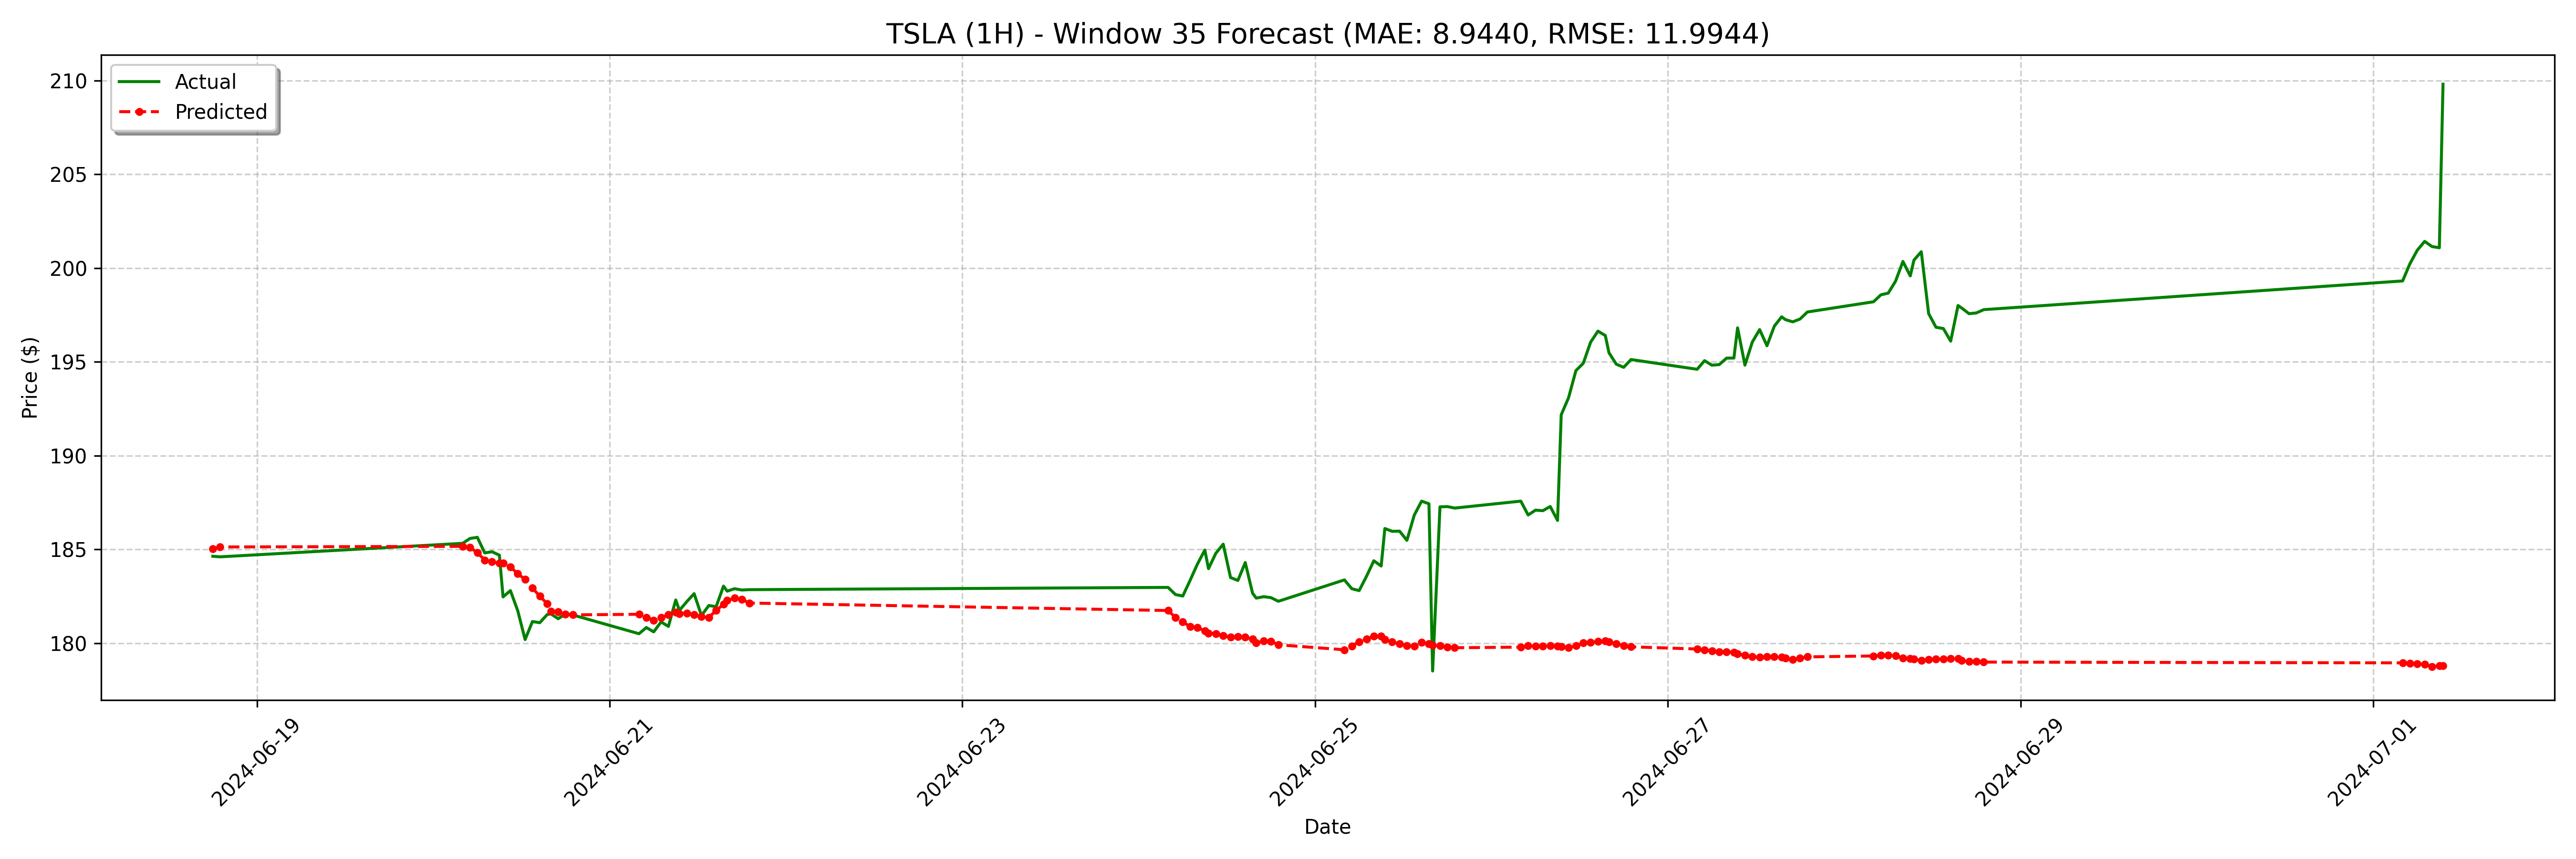 TSLA (1H) - Window 35 Forecast (MAE: 8.9440, RMSE: 11.9944)
Actual
Predicted
Price ($)
210
205
200
195
190
185
180
2024-06-19
2024-06-21
2024-06-23
2024-06-25
2024-06-27
2024-06-29
2024-07-01
Date